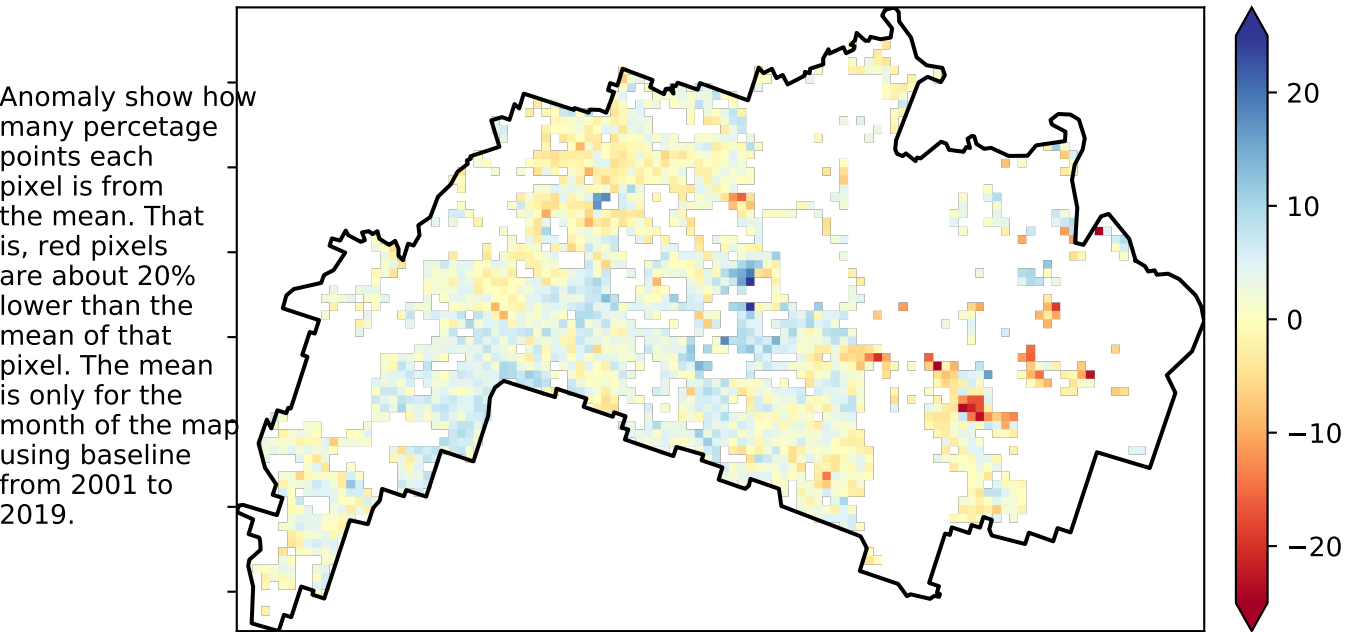 Anomaly show how
many percetage
points each
pixel is from
the mean. That
is, red pixels
are about 20%
lower than the
mean of that
pixel. The mean
is only for the
month of the map
using baseline
from 2001 to
2019.
20
10
0
−10
−20